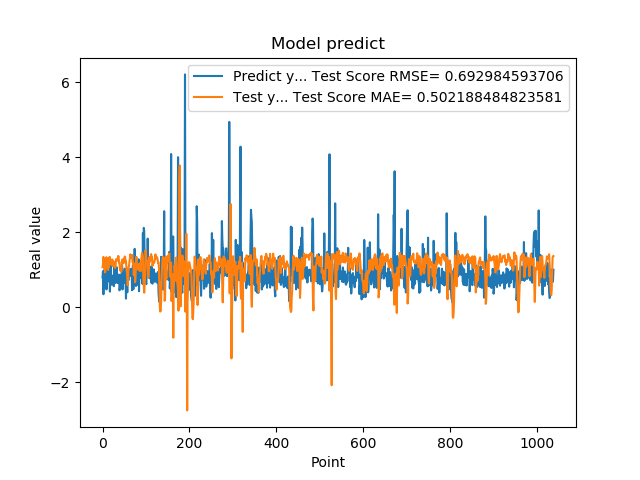 Model predict
Predict y... Test Score RMSE= 0.692984593706
Test y... Test Score MAE= 0.502188484823581
Real value
6
4
2
0
−2
0 200 400 600 800 1000
Point